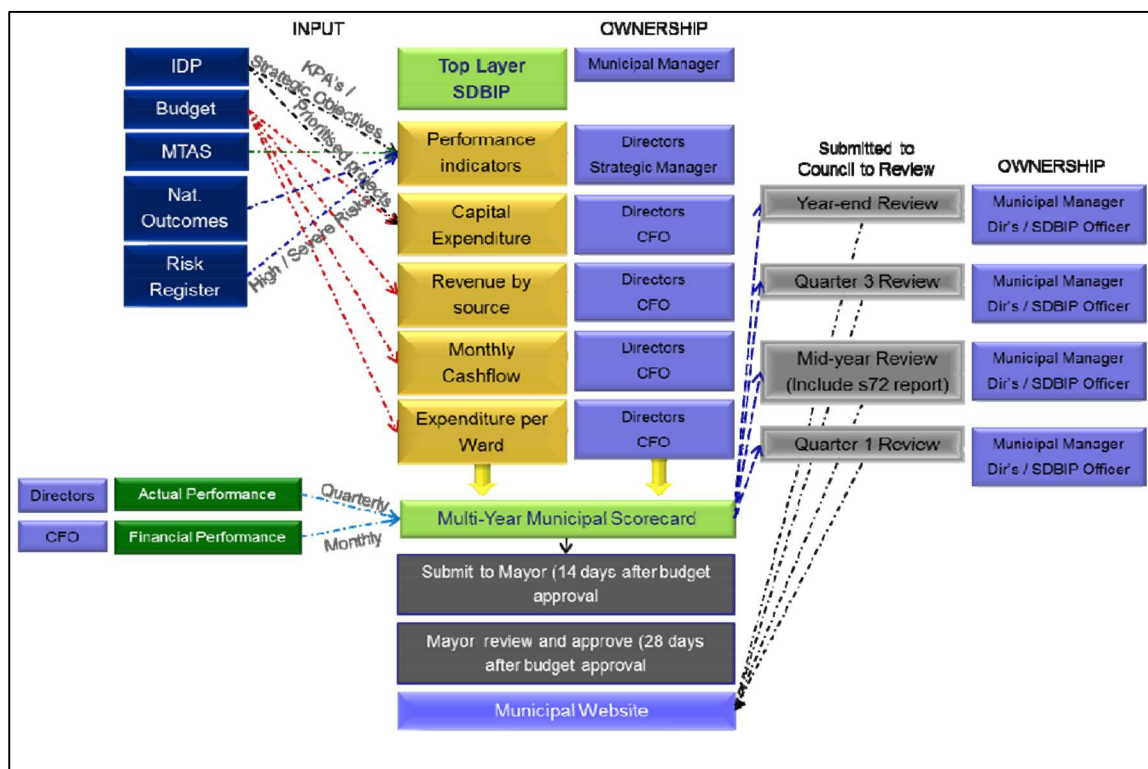 INPUT
OWNERSHIP
IDP
Budget
MTAS
Nat.
Outcomes
Risk
Register
KPA's /
Strategic Objectives
Prioritised projects
High / Severe Risks
Top Layer
SDBIP
Municipal Manager
Performance
indicators
Directors
Strategic Manager
Capital
Expenditure
Directors
CFO
Revenue by
source
Directors
CFO
Monthly
Cashflow
Directors
CFO
Expenditure per
Ward
Directors
CFO
Submitted to
Council to Review
OWNERSHIP
Year-end Review
Municipal Manager
Dir's / SDBIP Officer
Quarter 3 Review
Municipal Manager
Dir's / SDBIP Officer
Mid-year Review
(Include s72 report)
Municipal Manager
Dir's / SDBIP Officer
Quarter 1 Review
Municipal Manager
Dir's / SDBIP Officer
Directors
Actual Performance
Quarterly
CFO
Financial Performance
Monthly
Multi-Year Municipal Scorecard
Submit to Mayor (14 days after budget
approval
Mayor review and approve (28 days
after budget approval
Municipal Website